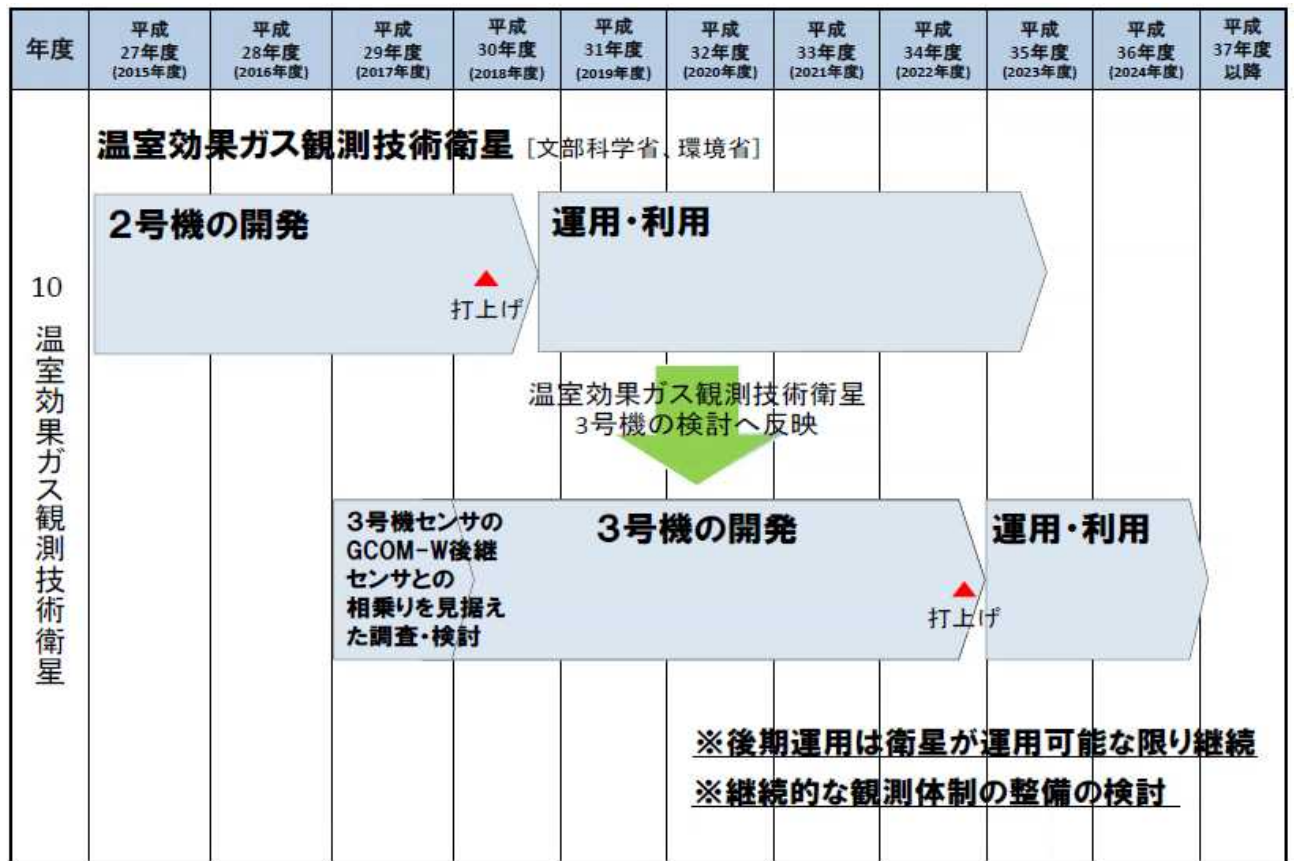 年度
平成
27年度
(2015年度)
平成
28年度
(2016年度)
平成
29年度
(2017年度)
平成
30年度
(2018年度)
平成
31年度
(2019年度)
平成
32年度
(2020年度)
平成
33年度
(2021年度)
平成
34年度
(2022年度)
平成
35年度
(2023年度)
平成
36年度
(2024年度)
平成
37年度
以降
10 温室効果ガス観測技術衛星
温室効果ガス観測技術衛星 [文部科学省、環境省]
2号機の開発
打上げ
運用・利用
温室効果ガス観測技術衛星
3号機の検討へ反映
3号機センサの
GCOM-W後継
センサとの
相乗りを見据え
た調査・検討
3号機の開発
打上げ
運用・利用
※後期運用は衛星が運用可能な限り継続
※継続的な観測体制の整備の検討